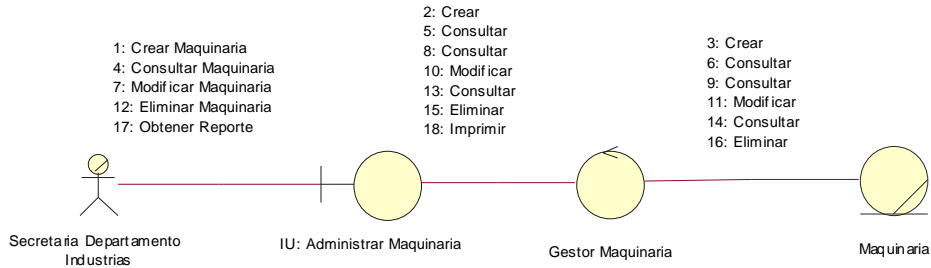 2: Crear
5: Consultar
8: Consultar
10: Modificar
13: Consultar
15: Eliminar
18: Imprimir
1: Crear Maquinaria
4: Consultar Maquinaria
7: Modificar Maquinaria
12: Eliminar Maquinaria
17: Obtener Reporte
3: Crear
6: Consultar
9: Consultar
11: Modificar
14: Consultar
16: Eliminar
Secretaria Departamento
Industrias
IU: Administrar Maquinaria
Gestor Maquinaria
Maquinaria